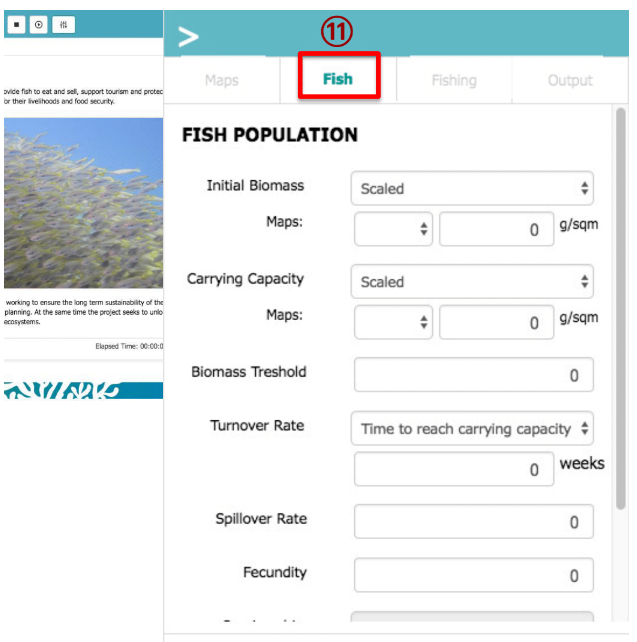 >
⑪
Maps
Fish
Fishing
Output
ovide fish to eat and sell, support tourism and protec
or their livelihoods and food security.
FISH POPULATION
Initial Biomass
Scaled
Maps:
0
g/sqm
Carrying Capacity
Scaled
Maps:
0
g/sqm
working to ensure the long term sustainability of the
planning. At the same time the project seeks to unlo
ecosystems.
Elapsed Time: 00:00:0
Biomass Treshold
0
Turnover Rate
Time to reach carrying capacity
0
weeks
Spillover Rate
0
Fecundity
0